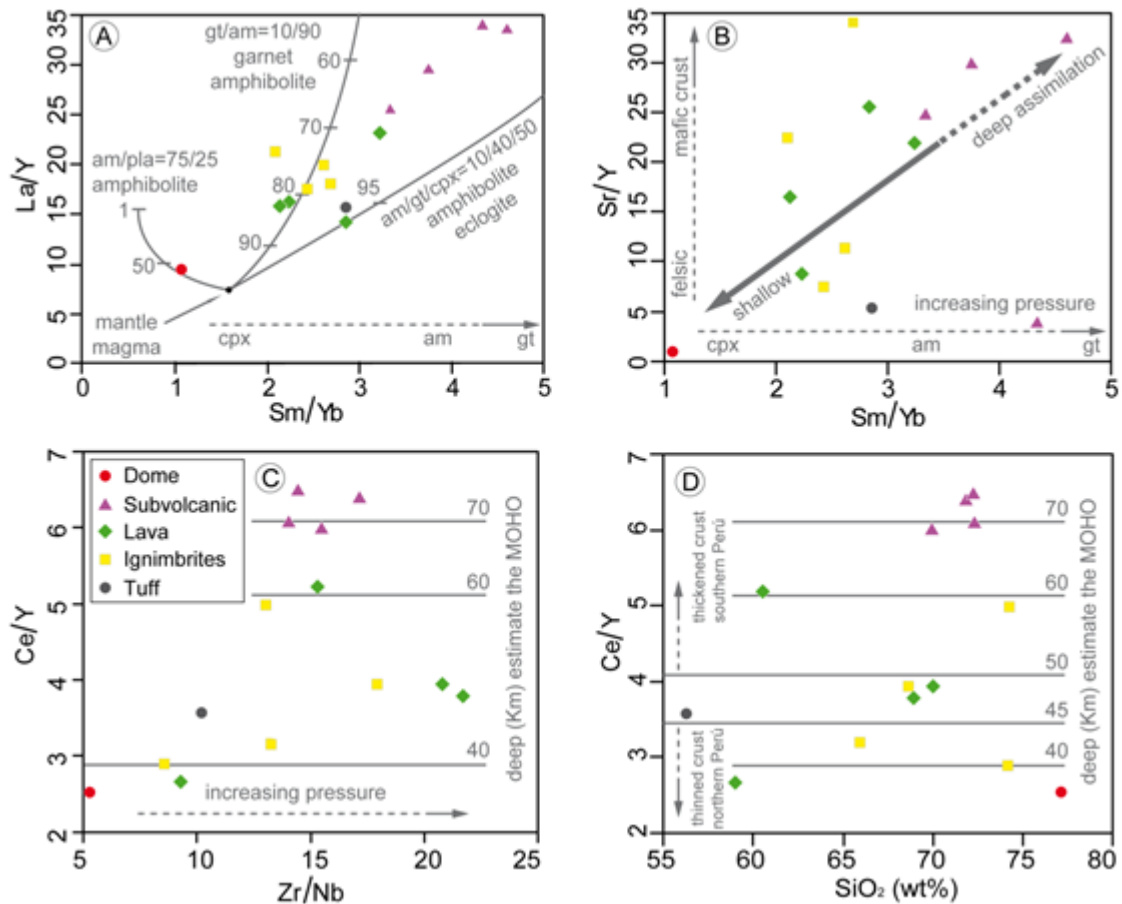 A
35
30
25
20
15
10
5
0
La/Y
gt/am=10/90
garnet
amphibolite
60
70
80
90
am/pla=75/25
amphibolite
1
50
95
am/gt/cpx=10/40/50
amphibolite
eclogite
mantle
magma
cpx
am
gt
0
1
2
3
4
5
Sm/Yb
B
35
30
25
20
15
10
5
0
Sr/Y
mafic crust
felsic
deep assimilation
shallow
increasing pressure
cpx
am
gt
1
2
3
4
5
Sm/Yb
C
7
6
5
4
3
2
Ce/Y
Dome
Subvolcanic
Lava
Ignimbrites
Tuff
70
60
40
deep (Km) estimate the MOHO
increasing pressure
5
10
15
20
25
Zr/Nb
D
7
6
5
4
3
2
Ce/Y
thickened crust
southern Perú
thinned crust
northern Perú
70
60
50
45
40
deep (Km) estimate the MOHO
55
60
65
70
75
80
SiO₂ (wt%)